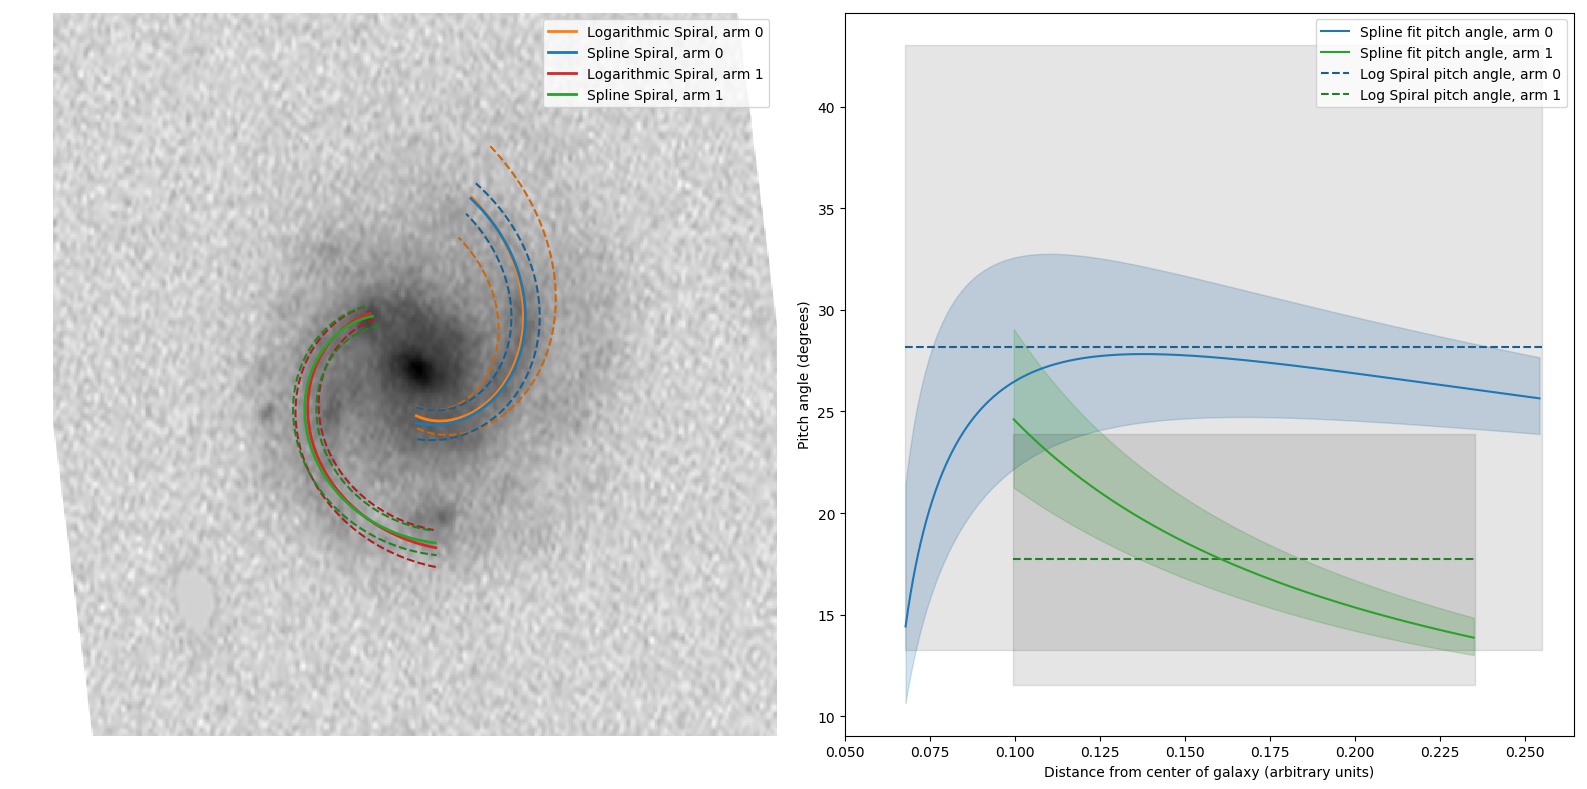 Logarithmic Spiral, arm 0
Spline Spiral, arm 0
Logarithmic Spiral, arm 1
Spline Spiral, arm 1
Spline fit pitch angle, arm 0
Spline fit pitch angle, arm 1
Log Spiral pitch angle, arm 0
Log Spiral pitch angle, arm 1
Pitch angle (degrees)
40
35
30
25
20
15
10
0.050 0.075 0.100 0.125 0.150 0.175 0.200 0.225 0.250
Distance from center of galaxy (arbitrary units)